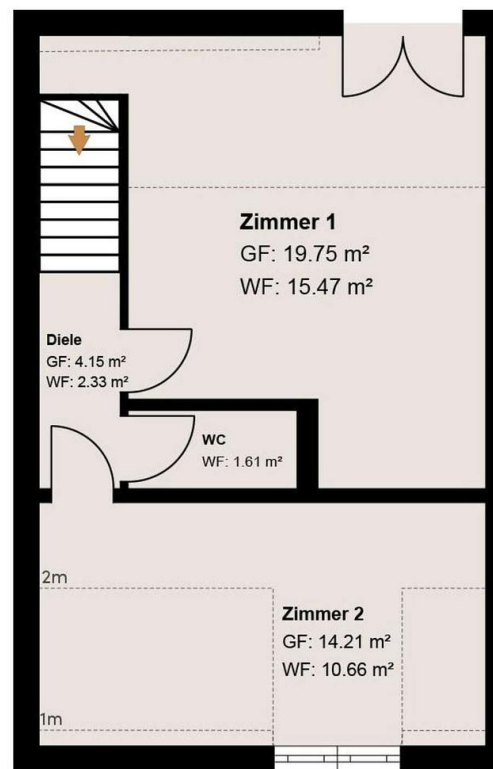 Zimmer 1
GF: 19.75 m²
WF: 15.47 m²
Diele
GF: 4.15 m²
WF: 2.33 m²
WC
WF: 1.61 m²
2m
Zimmer 2
GF: 14.21 m²
WF: 10.66 m²
1m